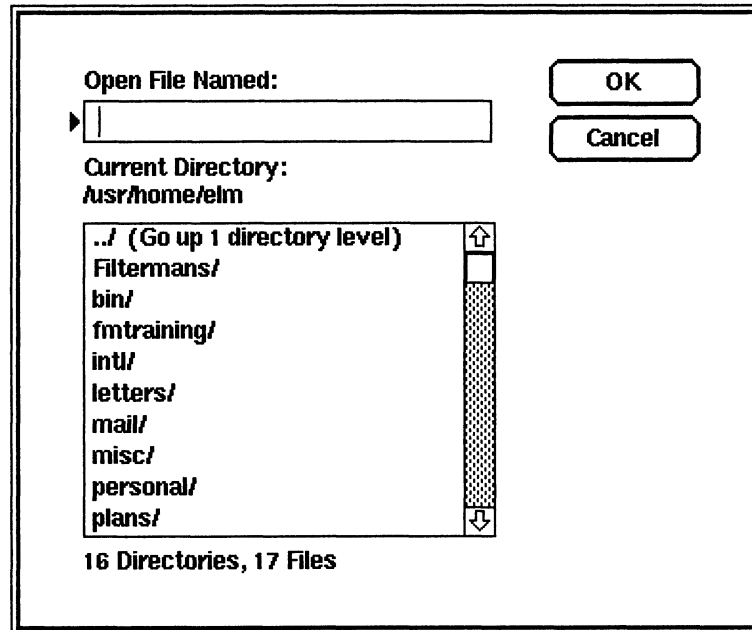 Open File Named:
OK
Cancel
Current Directory:
/usr/home/elm
../ (Go up 1 directory level)
Filtermans/
bin/
fmtraining/
intl/
letters/
mail/
misc/
personal/
plans/
16 Directories, 17 Files